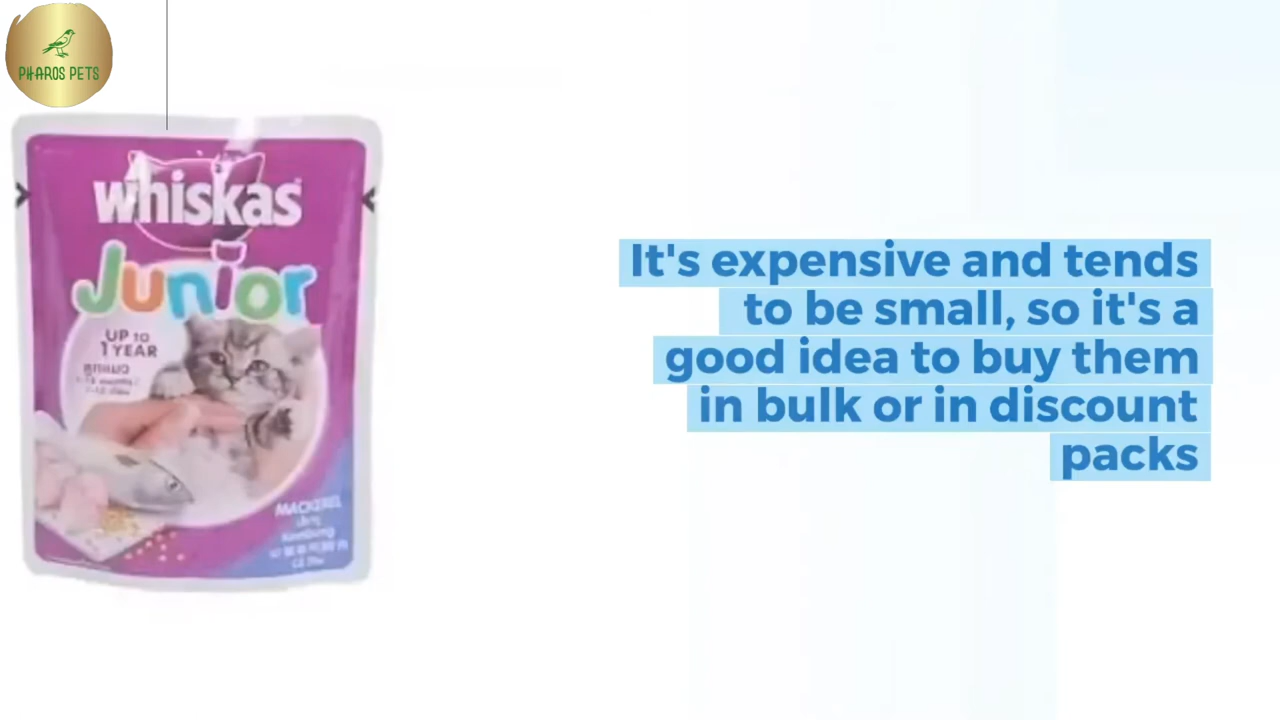 PHAROS PETS
whiskas
Junior
UP to
1 YEAR
MACKEREL
It's expensive and tends
to be small, so it's a
good idea to buy them
in bulk or in discount
packs